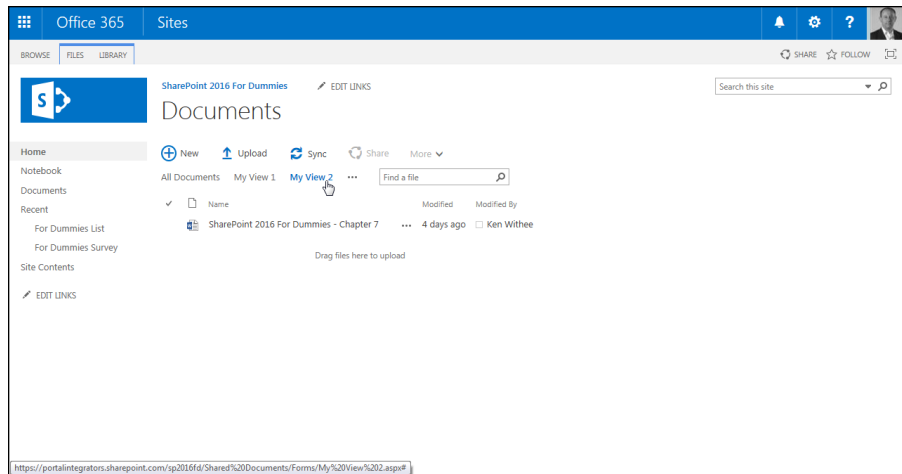 Office 365 Sites ?
BROWSE FILES LIBRARY SHARE FOLLOW
S
SharePoint 2016 For Dummies EDIT LINKS
Search this site
Documents
Home
Notebook
Documents
Recent
For Dummies List
For Dummies Survey
Site Contents
EDIT LINKS
New Upload Sync Share More
All Documents My View 1 My View 2 ... Find a file
Name Modified Modified By
SharePoint 2016 For Dummies - Chapter 7 ... 4 days ago Ken Withee
Drag files here to upload
https://portalintegrators.sharepoint.com/sp2016fd/Shared%20Documents/Forms/My%20View%202.aspx#